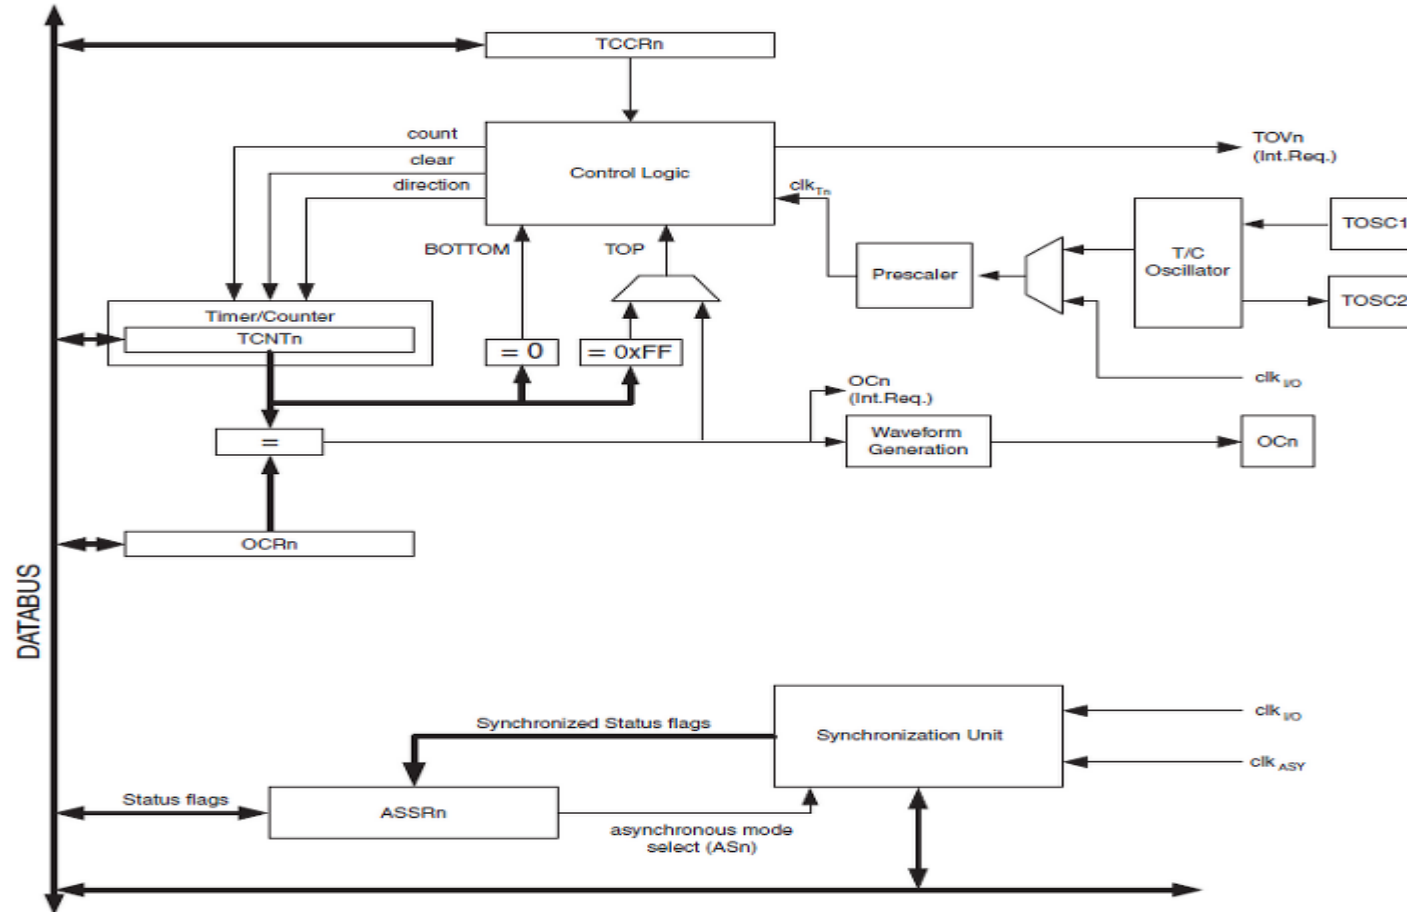 TCCRn
count
clear
direction
Control Logic
TOVn
(Int.Req.)
clkTn
BOTTOM
TOP
TOSC1
T/C
Oscillator
Prescaler
TOSC2
Timer/Counter
TCNTn
= 0
= 0xFF
clkI/O
OCn
(Int.Req.)
Waveform
Generation
OCn
=
OCRn
DATABUS
Synchronized Status flags
Synchronization Unit
clkI/O
clkASY
Status flags
ASSRn
asynchronous mode
select (ASn)